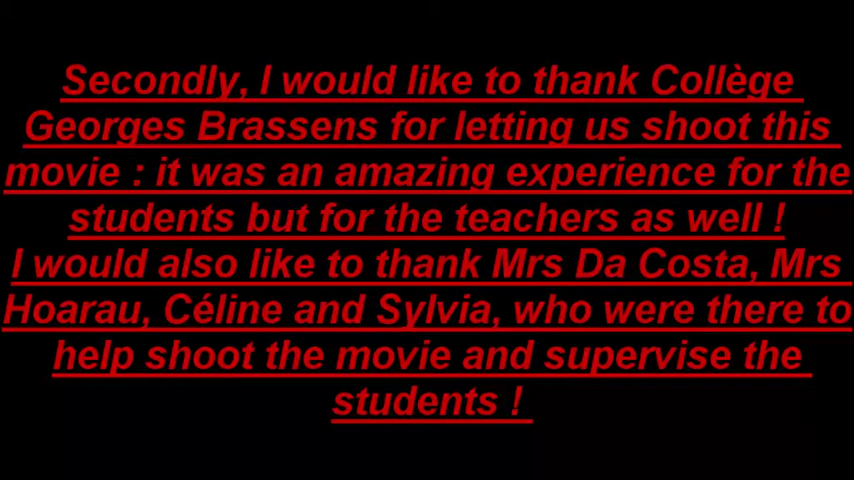 Secondly, I would like to thank Collège
Georges Brassens for letting us shoot this
movie : it was an amazing experience for the
students but for the teachers as well !
I would also like to thank Mrs Da Costa, Mrs
Hoarau, Céline and Sylvia, who were there to
help shoot the movie and supervise the
students !